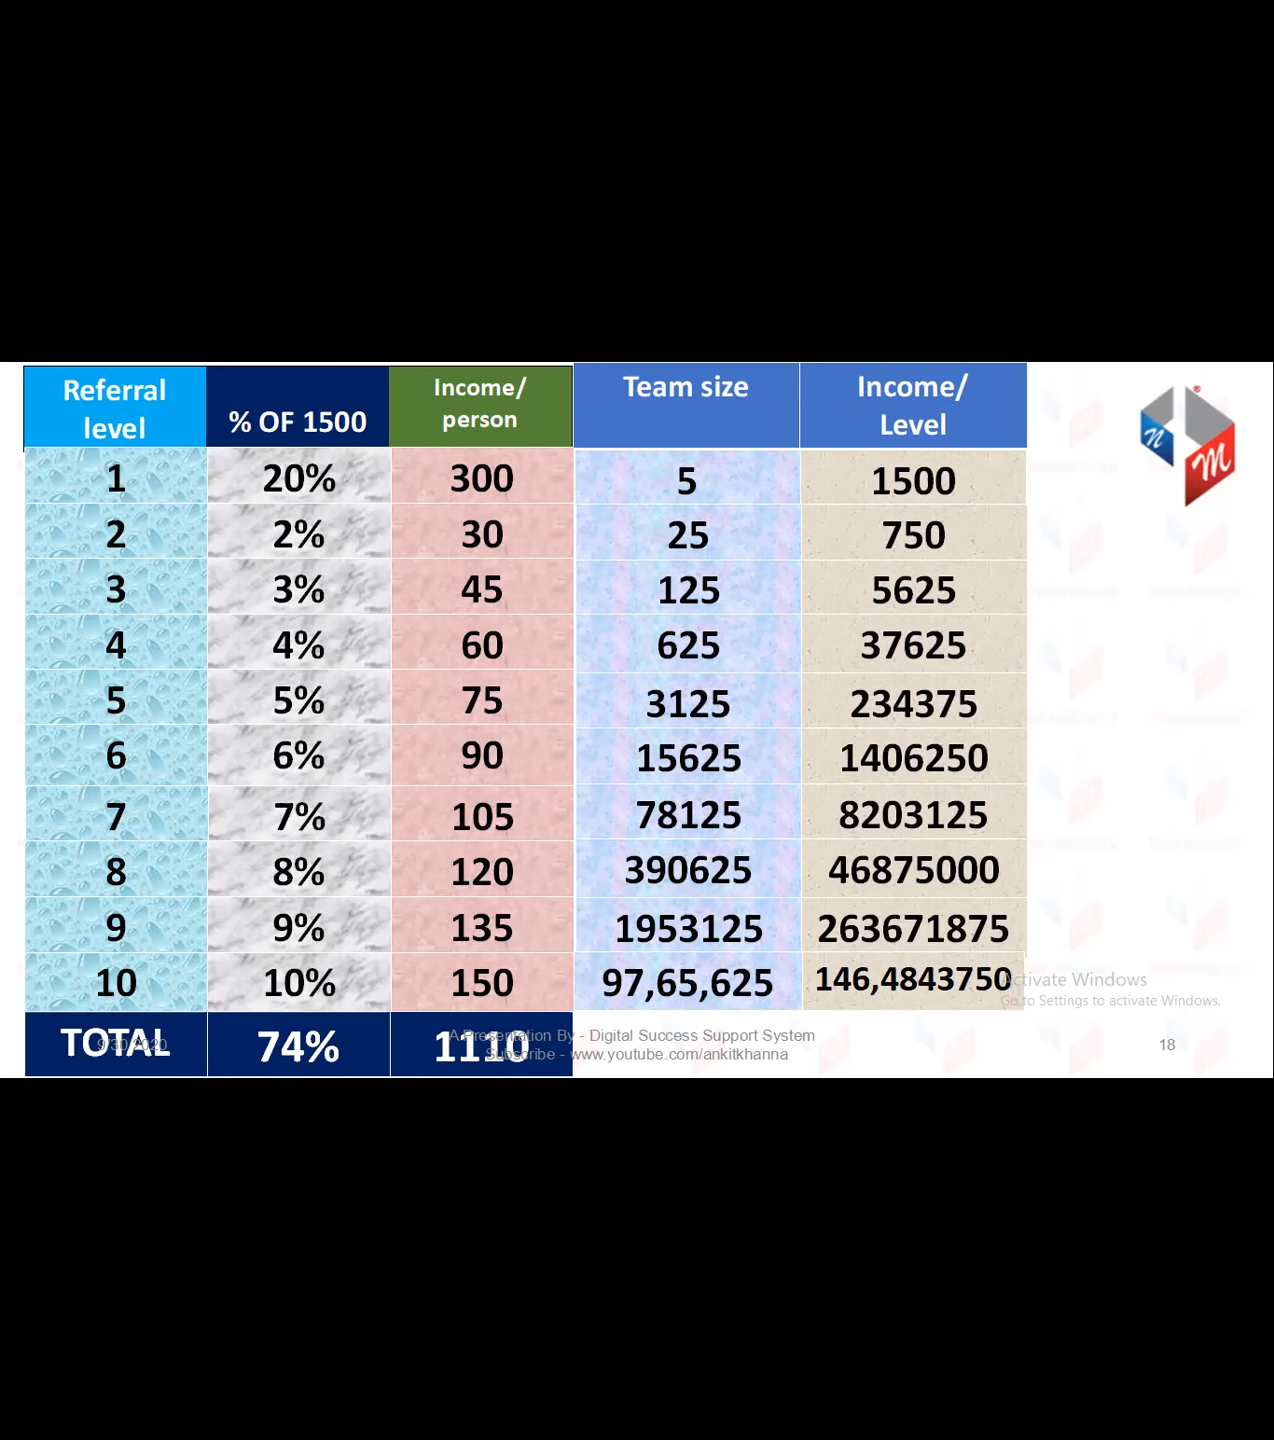 Referral level % OF 1500 Income/ person Team size Income/ Level
1 20% 300 5 1500
2 2% 30 25 750
3 3% 45 125 5625
4 4% 60 625 37625
5 5% 75 3125 234375
6 6% 90 15625 1406250
7 7% 105 78125 8203125
8 8% 120 390625 46875000
9 9% 135 1953125 263671875
10 10% 150 97,65,625 146,4843750
Activate Windows
Go to Settings to activate Windows.
TOTAL 74% 1110
9/30/2020
A Presentation By - Digital Success Support System
Subscribe - www.youtube.com/ankitkhanna
18
n m
®